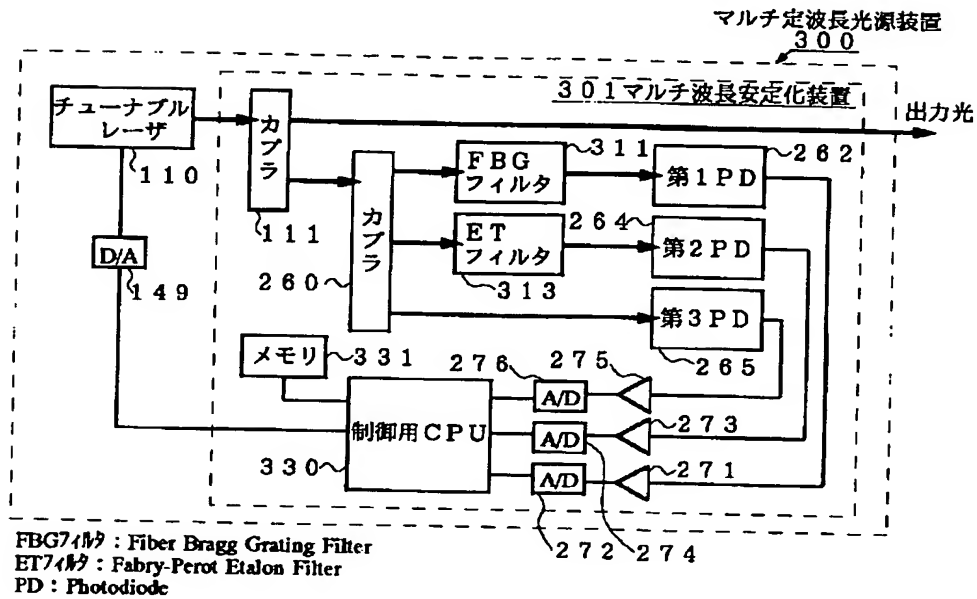 マルチ定波長光源装置
300
301マルチ波長安定化装置
チューナブル
レーザ
110
カプラ
111
出力光
カプラ
260
FBG
フィルタ
311
第1PD
262
ET
フィルタ
313
264
第2PD
第3PD
265
D/A
149
メモリ
331
制御用CPU
330
276
275
A/D
A/D
273
A/D
271
272
274
FBGフィルタ : Fiber Bragg Grating Filter
ETフィルタ : Fabry-Perot Etalon Filter
PD : Photodiode